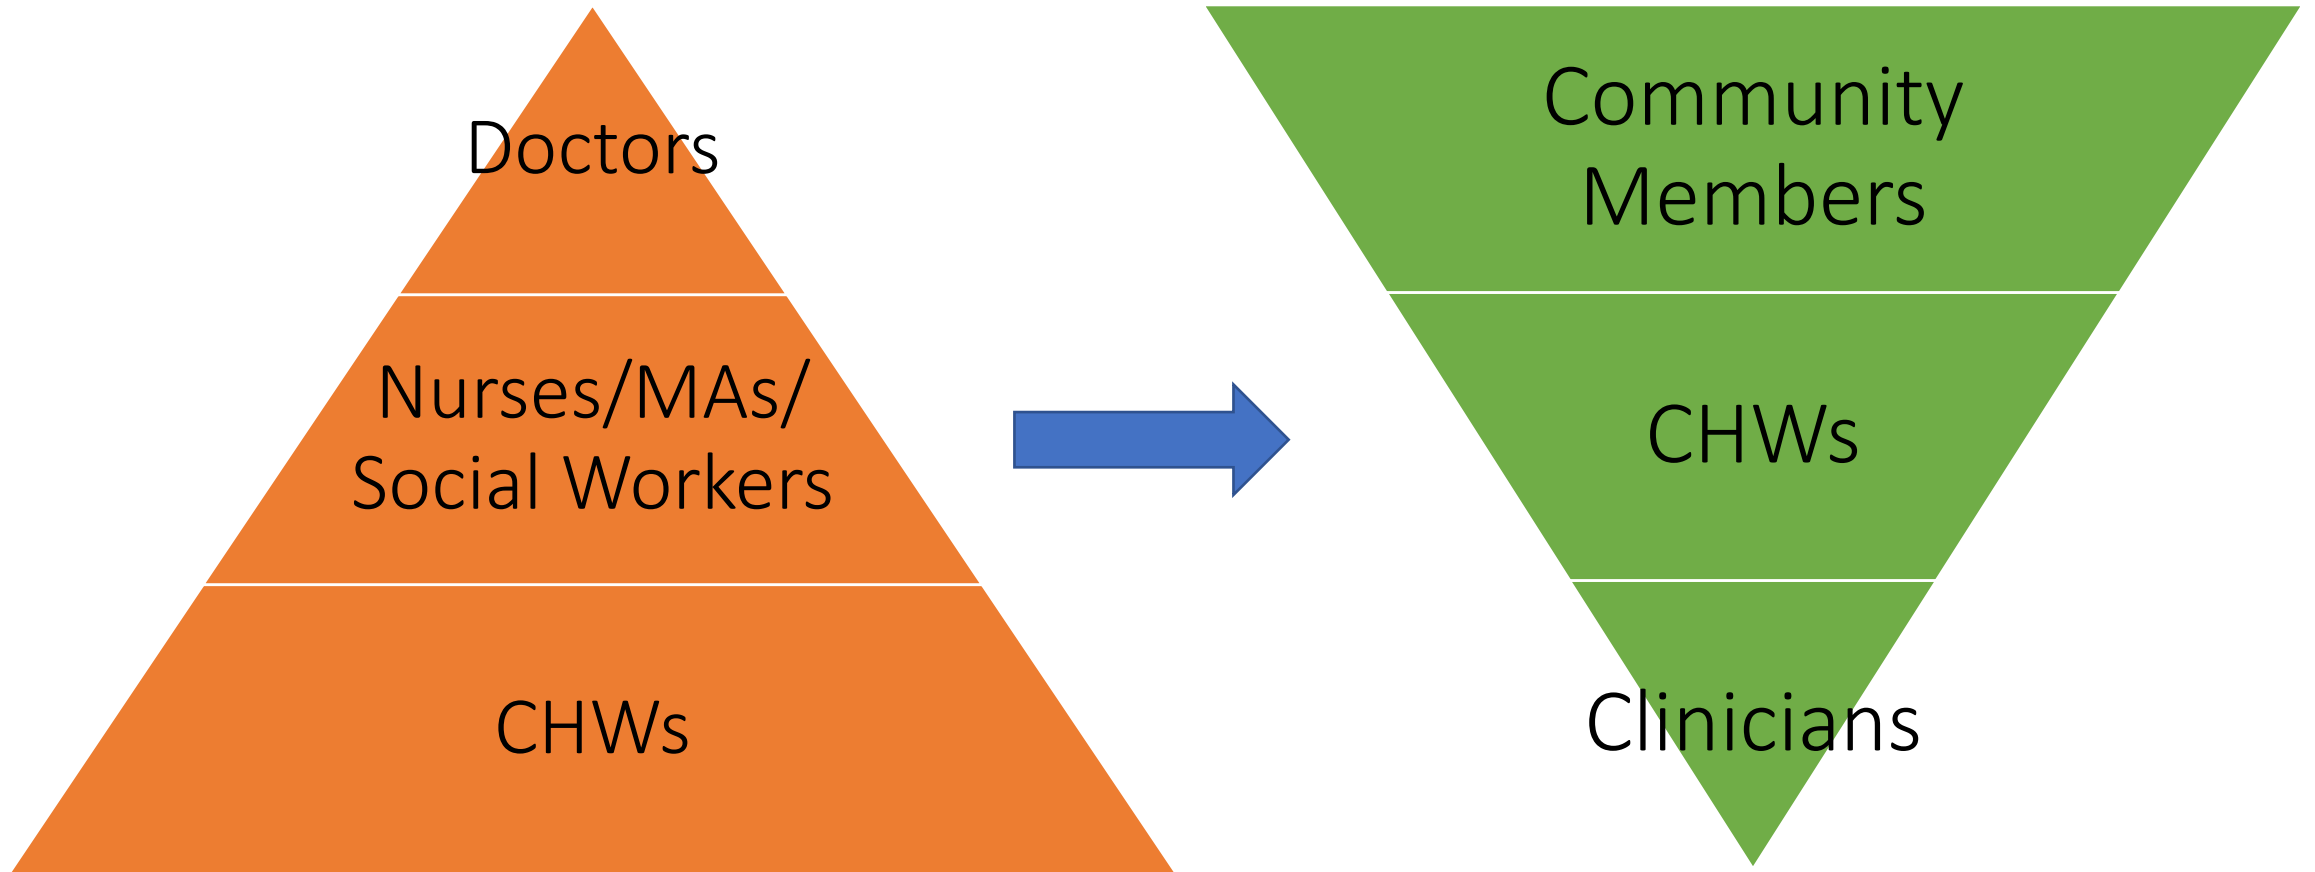 Doctors
Nurses/MAs/
Social Workers
CHWs
Community
Members
CHWs
Clinicians